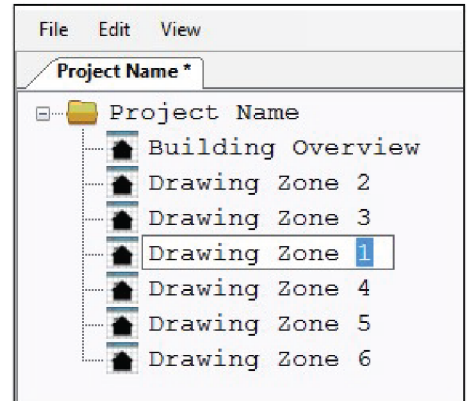 File Edit View
Project Name *
Project Name
Building Overview
Drawing Zone 2
Drawing Zone 3
Drawing Zone 1
Drawing Zone 4
Drawing Zone 5
Drawing Zone 6